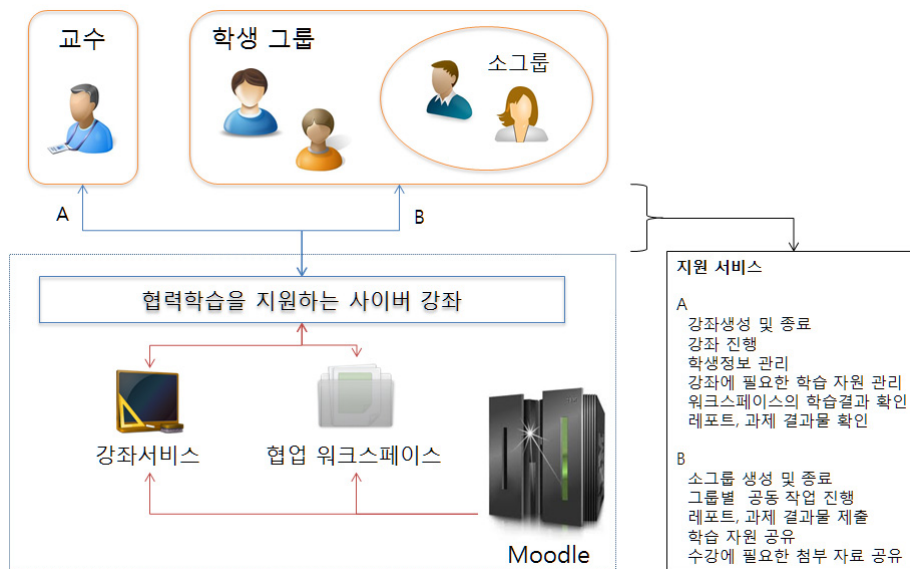 교수
학생 그룹
소그룹
A
B
협력학습을 지원하는 사이버 강좌
강좌서비스
협업 워크스페이스
Moodle
지원 서비스
A
강좌생성 및 종료
강좌 진행
학생정보 관리
강좌에 필요한 학습 자원 관리
워크스페이스의 학습결과 확인
레포트, 과제 결과물 확인
B
소그룹 생성 및 종료
그룹별 공동 작업 진행
레포트, 과제 결과물 제출
학습 자원 공유
수강에 필요한 첨부 자료 공유